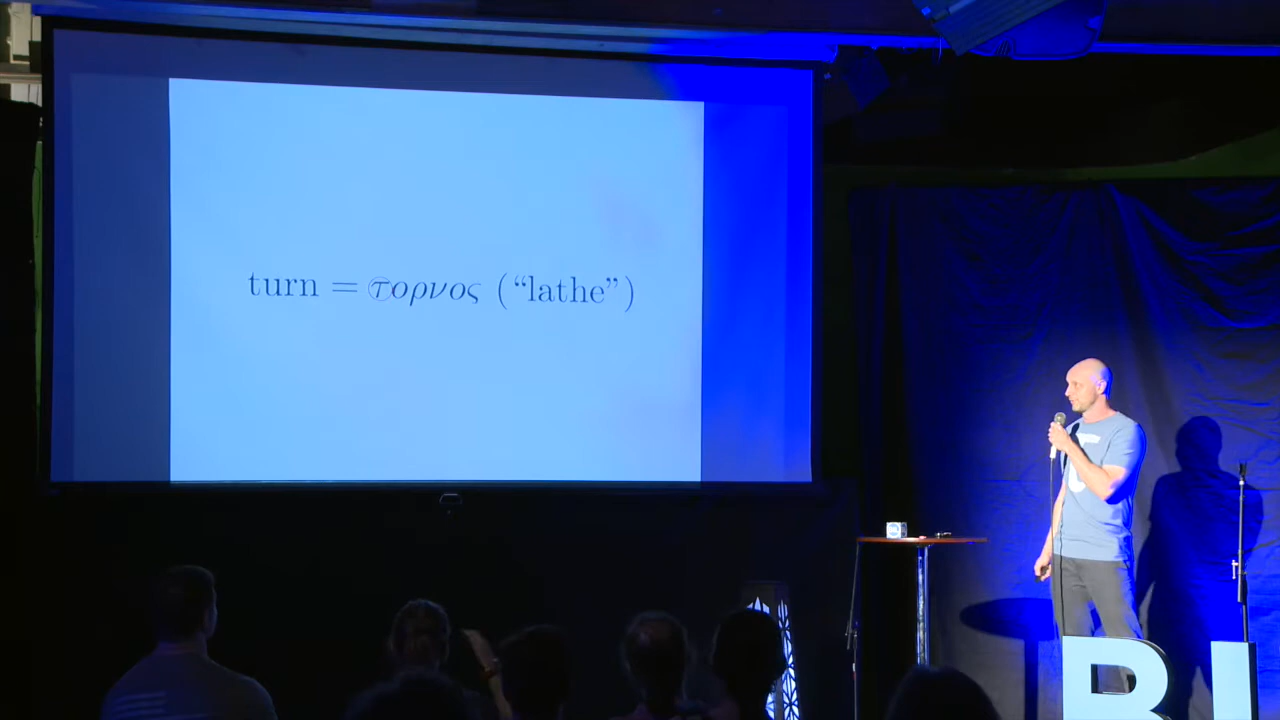 turn = τορνος (“lathe”)